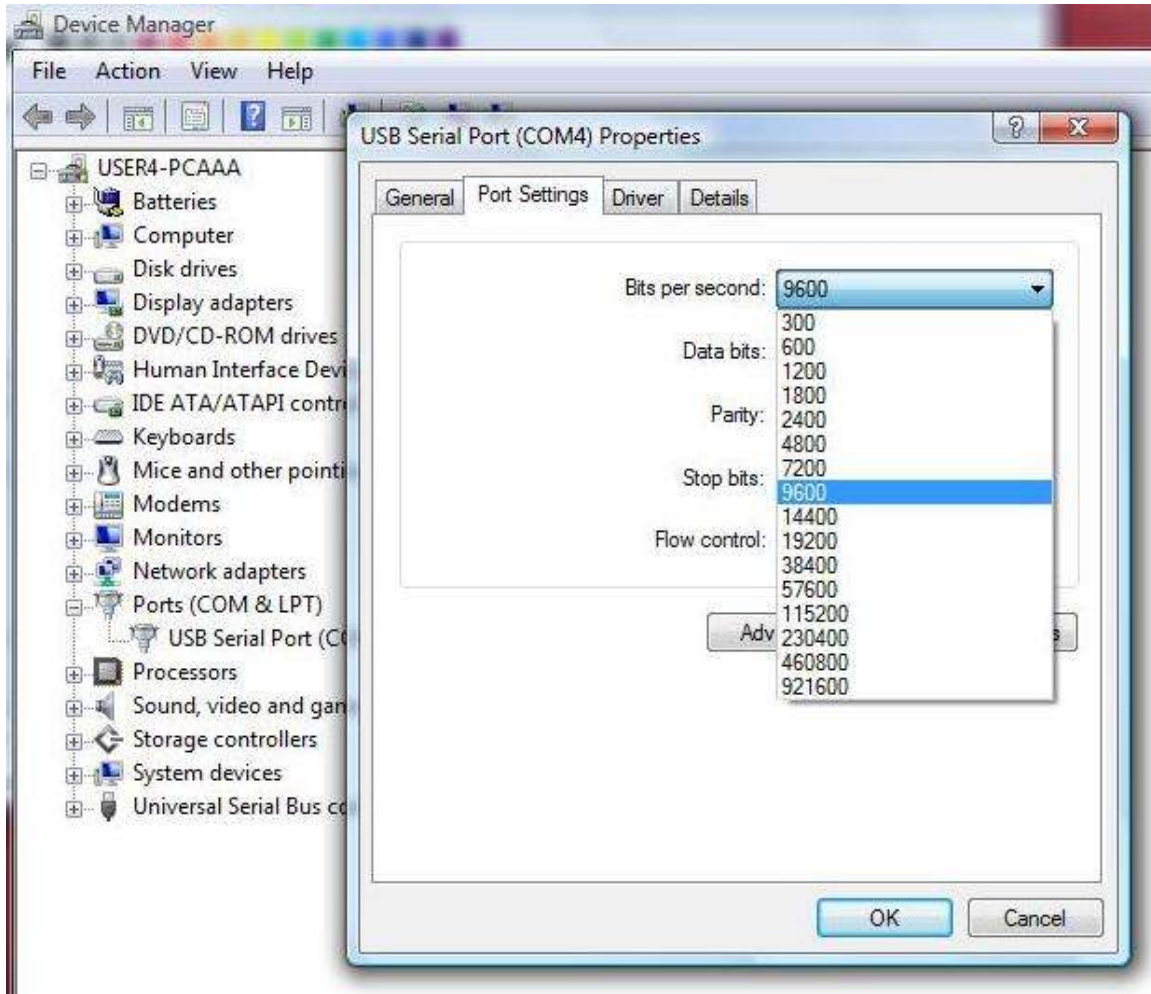 Device Manager
File Action View Help
USER4-PCAAA
Batteries
Computer
Disk drives
Display adapters
DVD/CD-ROM drives
Human Interface Devi
IDE ATA/ATAPI contr
Keyboards
Mice and other pointi
Modems
Monitors
Network adapters
Ports (COM & LPT)
USB Serial Port (CO
Processors
Sound, video and gan
Storage controllers
System devices
Universal Serial Bus co
USB Serial Port (COM4) Properties
General Port Settings Driver Details
Bits per second: 9600
Data bits:
Parity:
Stop bits:
Flow control:
300
600
1200
1800
2400
4800
7200
9600
14400
19200
38400
57600
115200
230400
460800
921600
Adv
s
OK Cancel